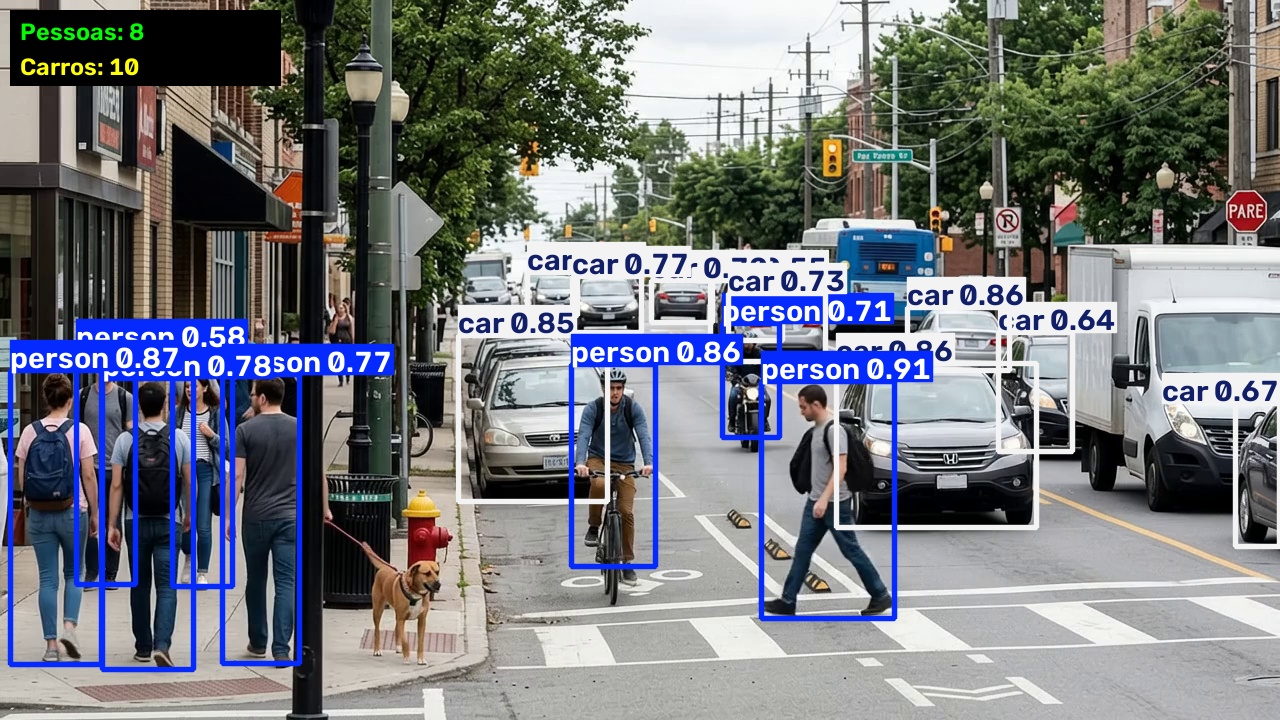 Pessoas: 8
Carros: 10
PARE
car
car 0.77
car 0.73
person 0.71
car 0.86
car 0.64
car 0.85
person 0.58
person 0.87
0.78
son 0.77
person 0.86
person 0.91
car 0.67